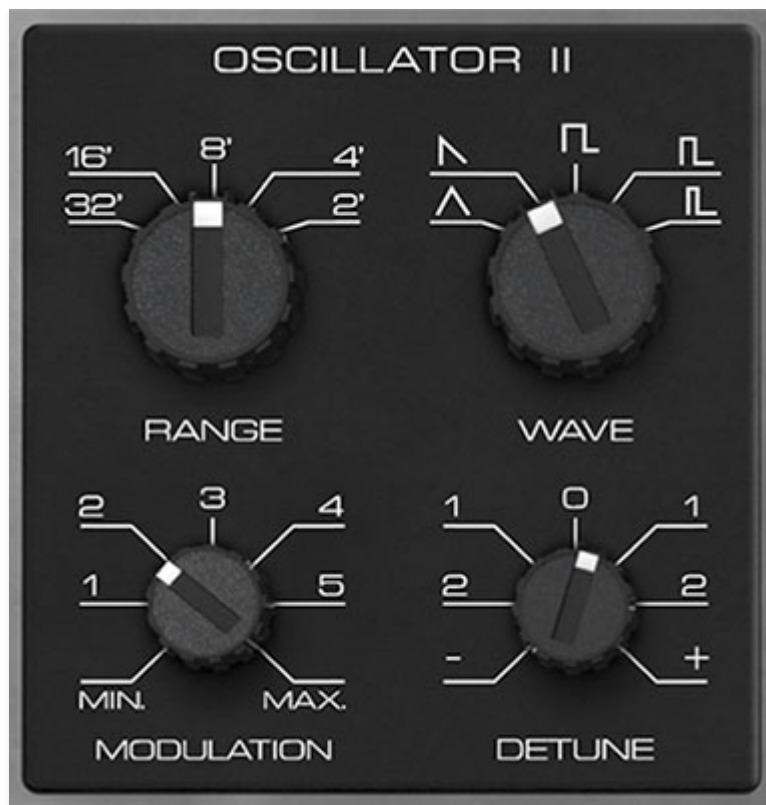 OSCILLATOR II
16' 8' 4'
32' 2'
RANGE WAVE
2 3 4
1 5
MIN. MAX.
MODULATION
1 0 1
2 2
- +
DETUNE